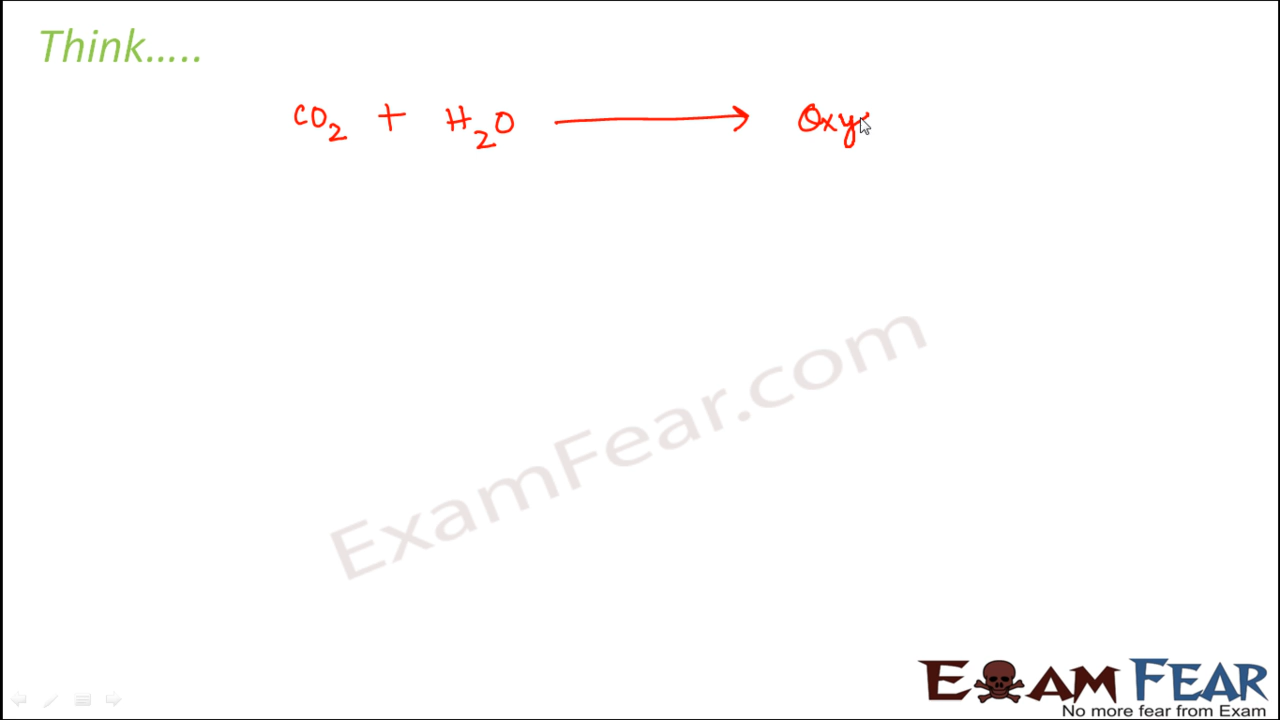 Think.....
CO2 + H2O → Oxy
ExamFear.com
EXAM FEAR
No more fear from Exam